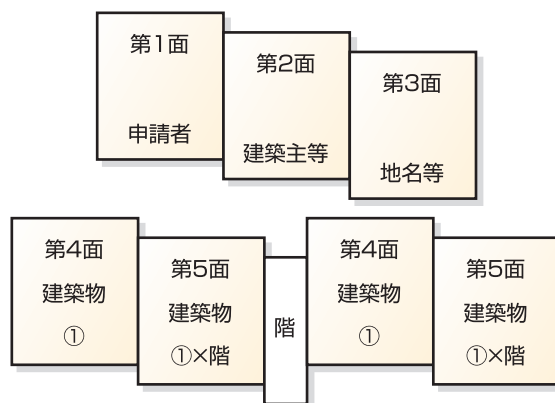 第1面
申請者
第2面
建築主等
第3面
地名等
第4面
建築物
①
第5面
建築物
①×階
階
第4面
建築物
①
第5面
建築物
①×階